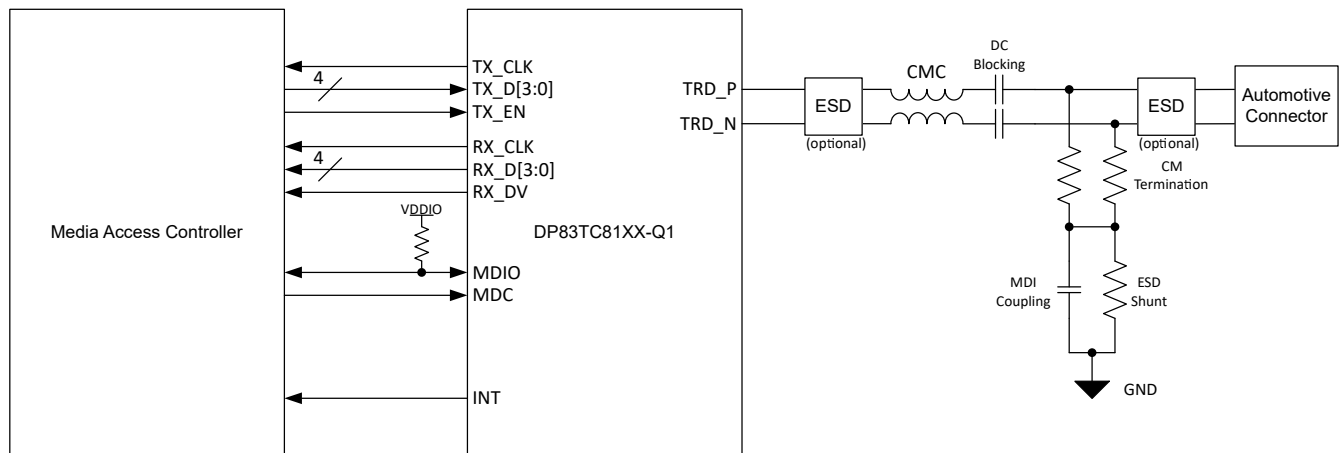 Media Access Controller
4
4
VDDIO
TX_CLK
TX_D[3:0]
TX_EN
RX_CLK
RX_D[3:0]
RX_DV
MDIO
MDC
INT
DP83TC81XX-Q1
TRD_P
TRD_N
ESD
(optional)
CMC
DC
Blocking
ESD
(optional)
Automotive
Connector
CM
Termination
MDI
Coupling
ESD
Shunt
GND